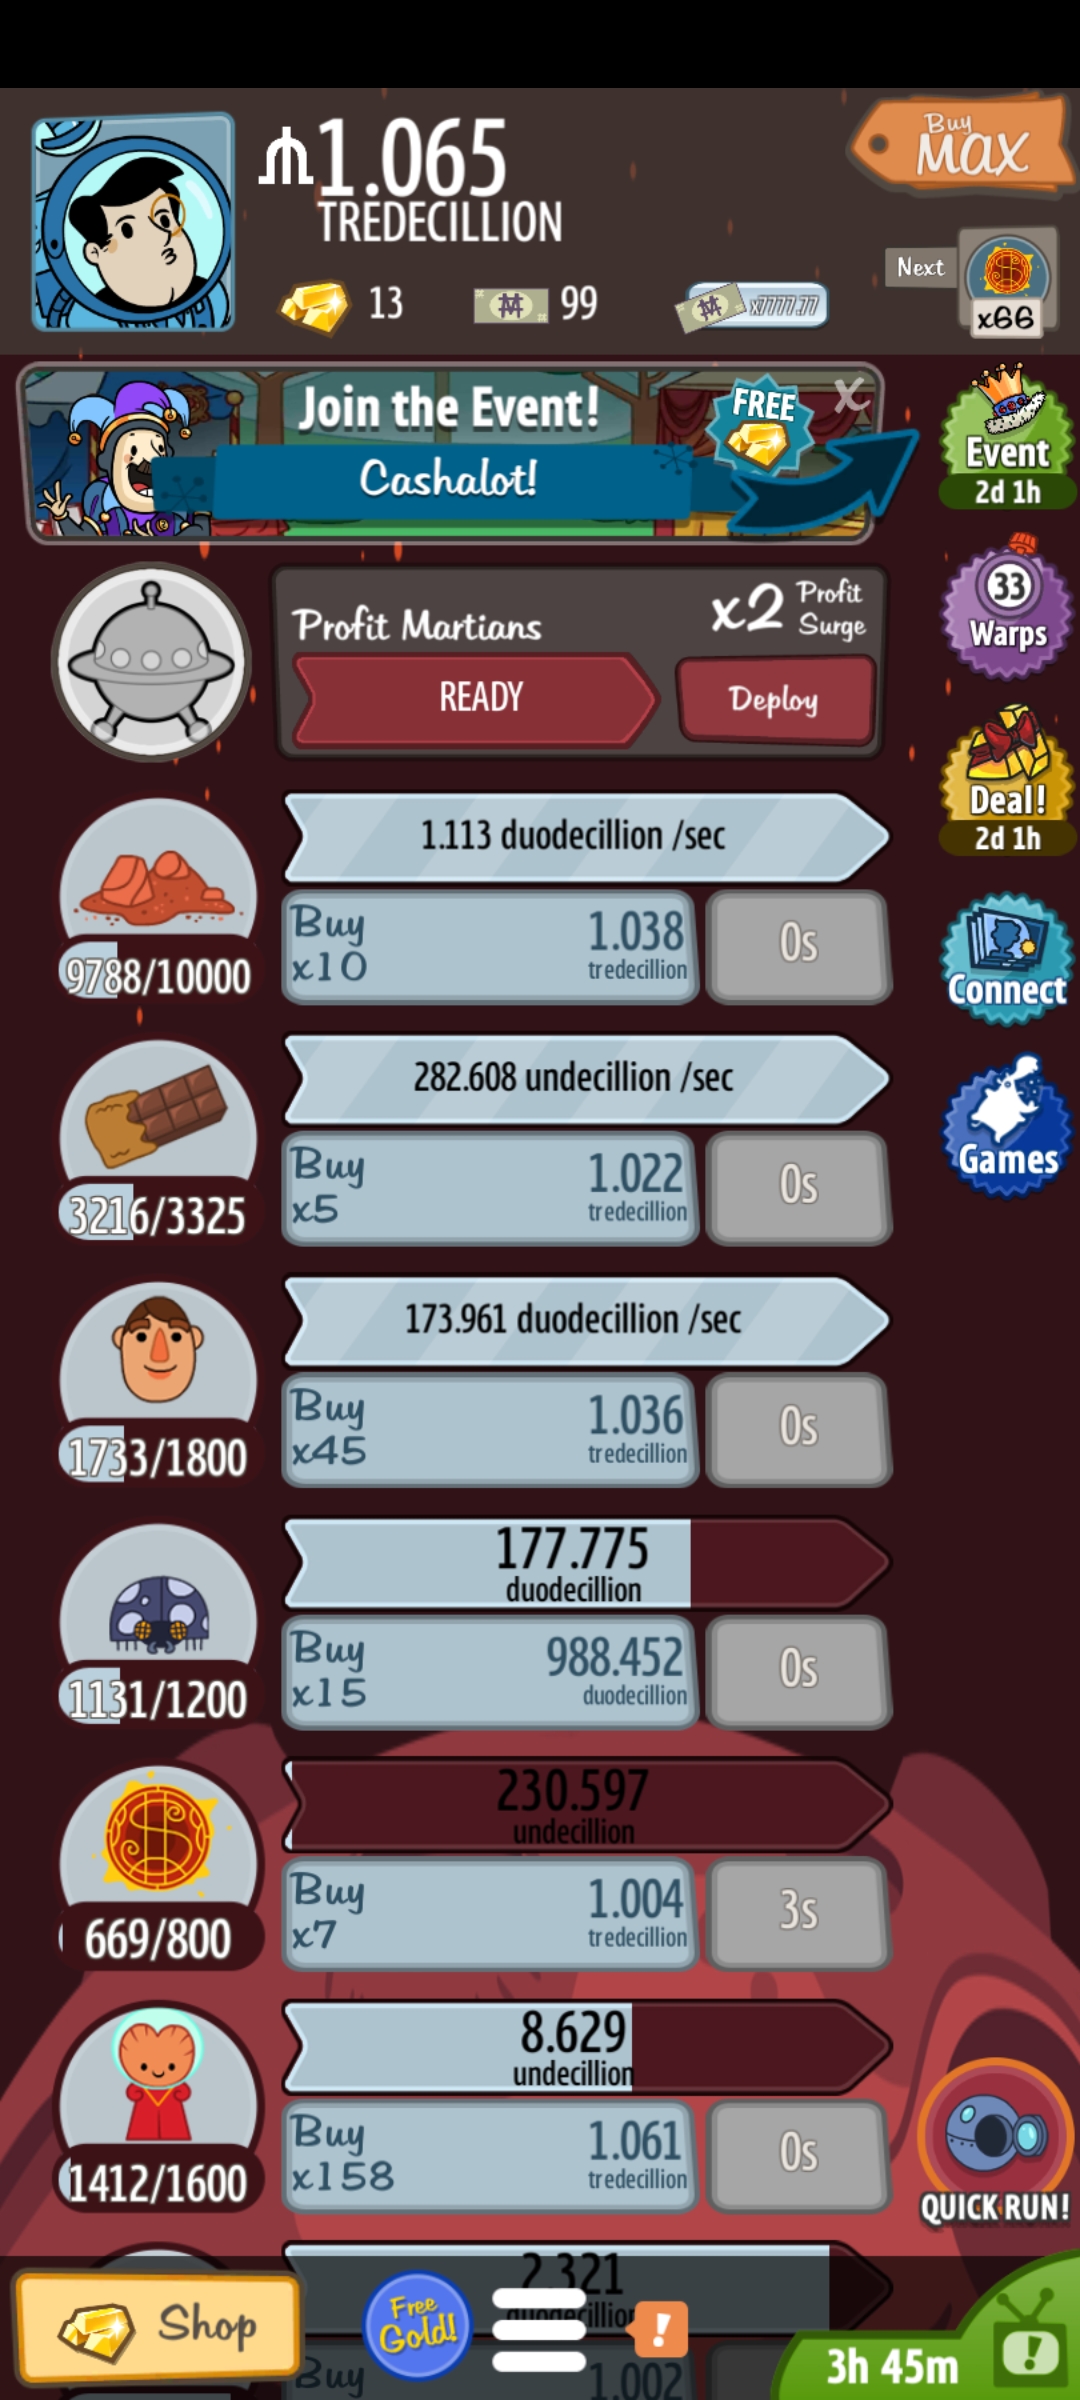 1.065
TREDECILLION
Buy
MAX
13
99
x7777.77
Next
x66
Join the Event!
Cashalot!
FREE
X
Event
2d 1h
Profit Martians
x2 Profit Surge
READY
Deploy
33
Warps
Deal!
2d 1h
1.113 duodecillion /sec
Buy
x10
1.038
tredecillion
0s
9788/10000
Connect
282.608 undecillion /sec
Buy
x5
1.022
tredecillion
0s
3216/3325
Games
173.961 duodecillion /sec
Buy
x45
1.036
tredecillion
0s
1733/1800
177.775
duodecillion
Buy
x15
988.452
duodecillion
0s
1131/1200
230.597
undecillion
Buy
x7
1.004
tredecillion
3s
669/800
8.629
undecillion
Buy
x158
1.061
tredecillion
0s
1412/1600
QUICK RUN!
2.321
Shop
Free
Gold!
!
Buy
1.002
3h 45m
!